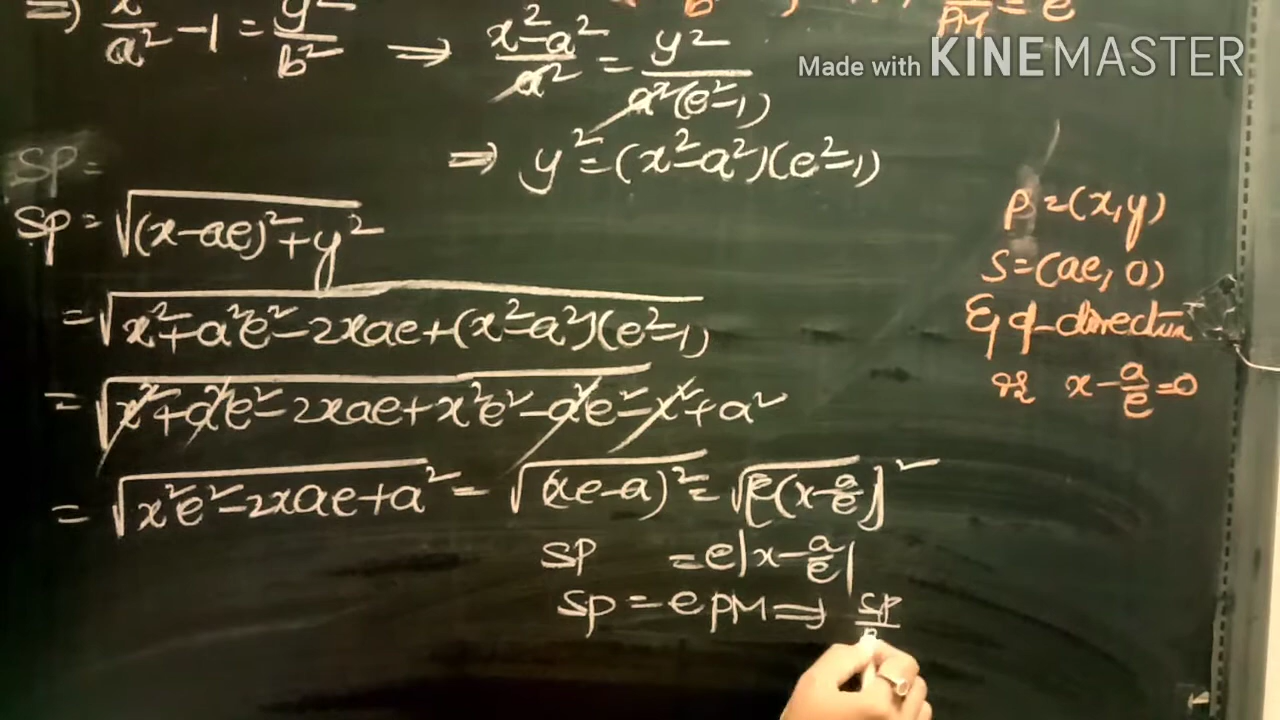 ⇒ x²/a² - 1 = y²/b² ⇒ x²-a²/a² = y²/a²(e²-1)
PM = e
Made with KINEMASTER
⇒ y² = (x²-a²)(e²-1)
SP=
SP = √(x-ae)²+y²
= √x²+a²e²-2xae+(x²-a²)(e²-1)
= √x²+a²e²-2xae+x²e²-a²e²-x²+a²
= √x²e²-2xae+a² = √(xe-a)² = √[e(x-a/e)]²
SP = e|x-a/e|
SP = e PM ⇒ SP/P
P = (x,y)
S = (ae, 0)
Eq of directrix
is x - a/e = 0